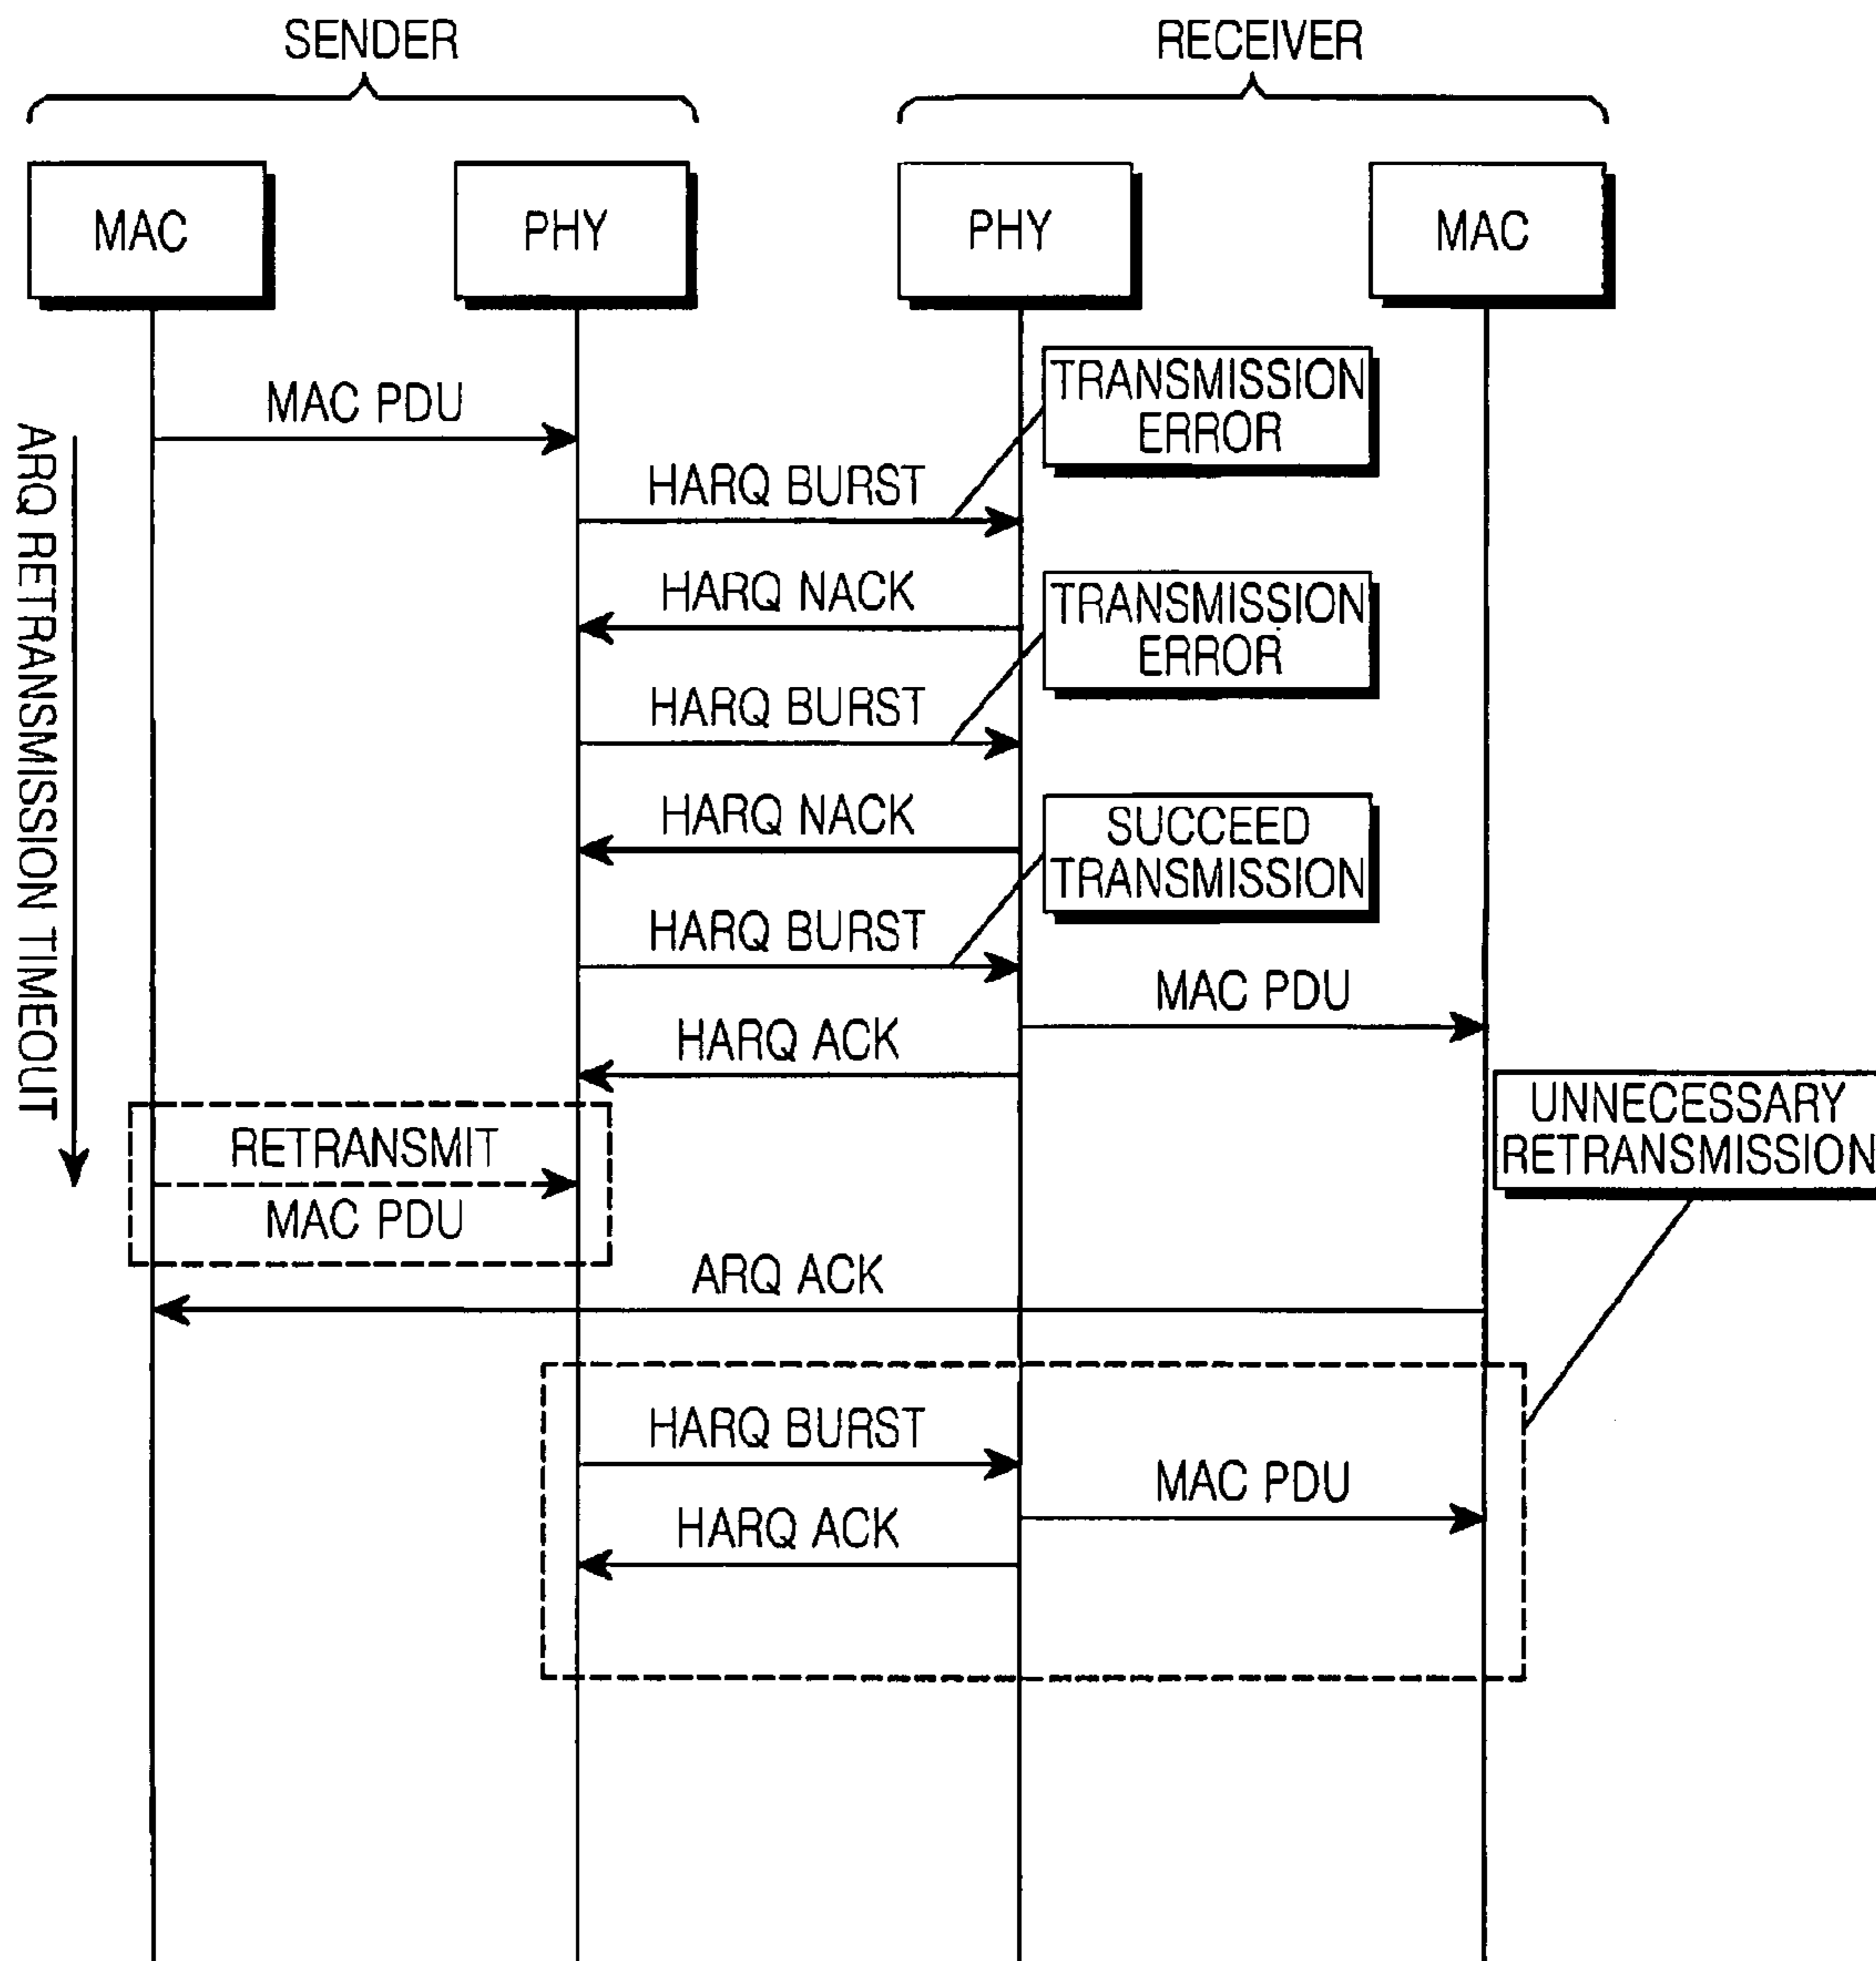 SENDER
RECEIVER
MAC
PHY
PHY
MAC
ARQ RETRANSMISSION TIMEOUT
MAC PDU
TRANSMISSION
ERROR
HARQ BURST
HARQ NACK
TRANSMISSION
ERROR
HARQ BURST
HARQ NACK
SUCCEED
TRANSMISSION
HARQ BURST
MAC PDU
HARQ ACK
UNNECESSARY
RETRANSMISSION
RETRANSMIT
MAC PDU
ARQ ACK
HARQ BURST
MAC PDU
HARQ ACK